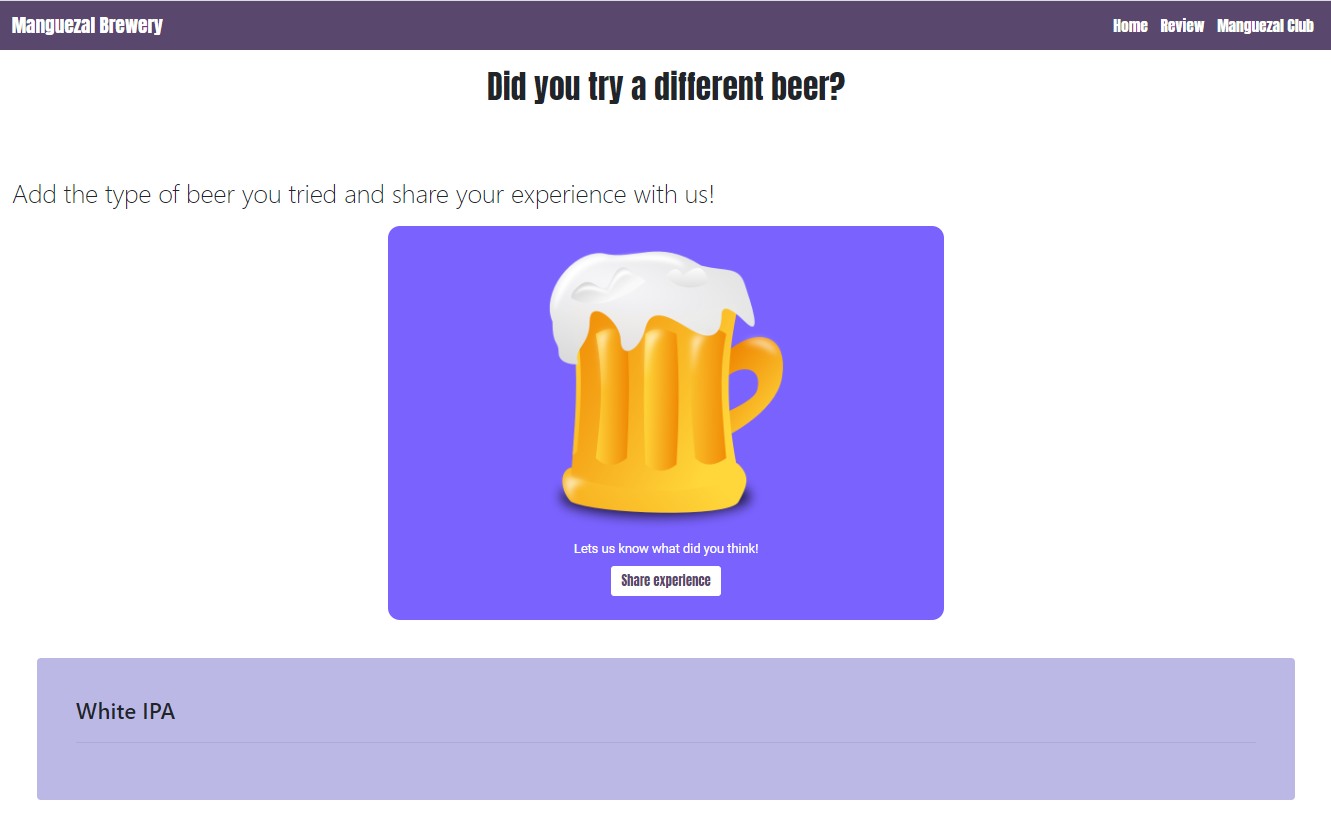 Manguezal Brewery
Home Review Manguezal Club
Did you try a different beer?
Add the type of beer you tried and share your experience with us!
Lets us know what did you think!
Share experience
White IPA